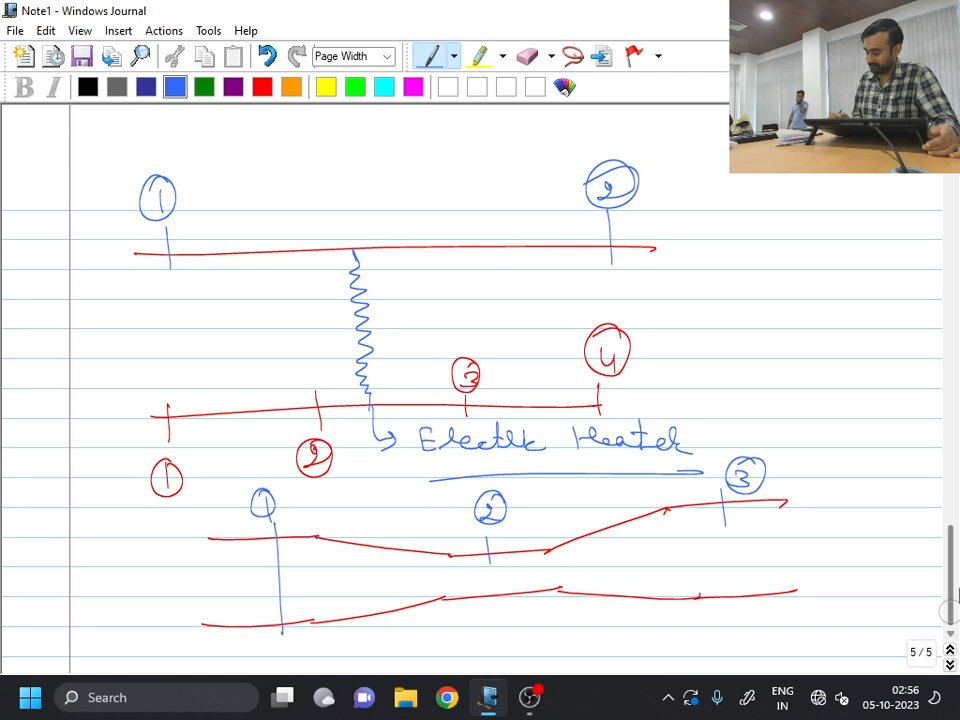 Note1 - Windows Journal
File Edit View Insert Actions Tools Help
Page Width
B I
1 2
3 4
1 2
Electric Heater
1 2 3
5 / 5
Search
ENG
IN
02:56
05-10-2023